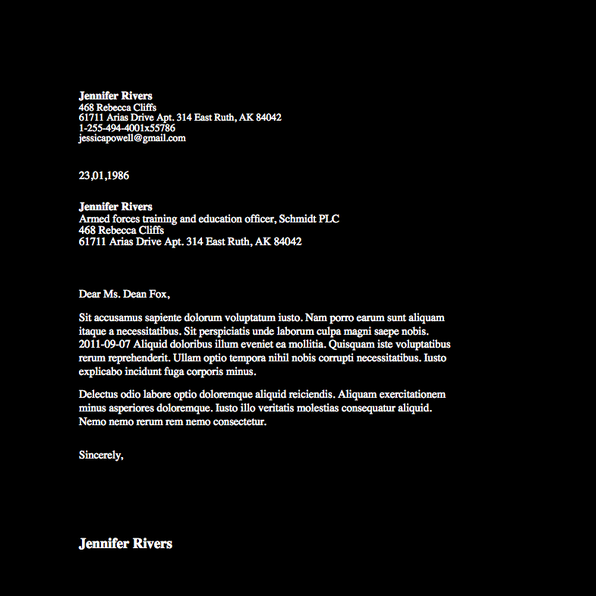 Jennifer Rivers
468 Rebecca Cliffs
61711 Arias Drive Apt. 314 East Ruth, AK 84042
1-255-494-4001x55786
jessicapowell@gmail.com
23,01,1986
Jennifer Rivers
Armed forces training and education officer, Schmidt PLC
468 Rebecca Cliffs
61711 Arias Drive Apt. 314 East Ruth, AK 84042
Dear Ms. Dean Fox,
Sit accusamus sapiente dolorum voluptatum iusto. Nam porro earum sunt aliquam
itaque a necessitatibus. Sit perspiciatis unde laborum culpa magni saepe nobis.
2011-09-07 Aliquid doloribus illum eveniet ea mollitia. Quisquam iste voluptatibus
rerum reprehenderit. Ullam optio tempora nihil nobis corrupti necessitatibus. Iusto
explicabo incidunt fuga corporis minus.
Delectus odio labore optio doloremque aliquid reiciendis. Aliquam exercitationem
minus asperiores doloremque. Iusto illo veritatis molestias consequatur aliquid.
Nemo nemo rerum rem nemo consectetur.
Sincerely,
Jennifer Rivers